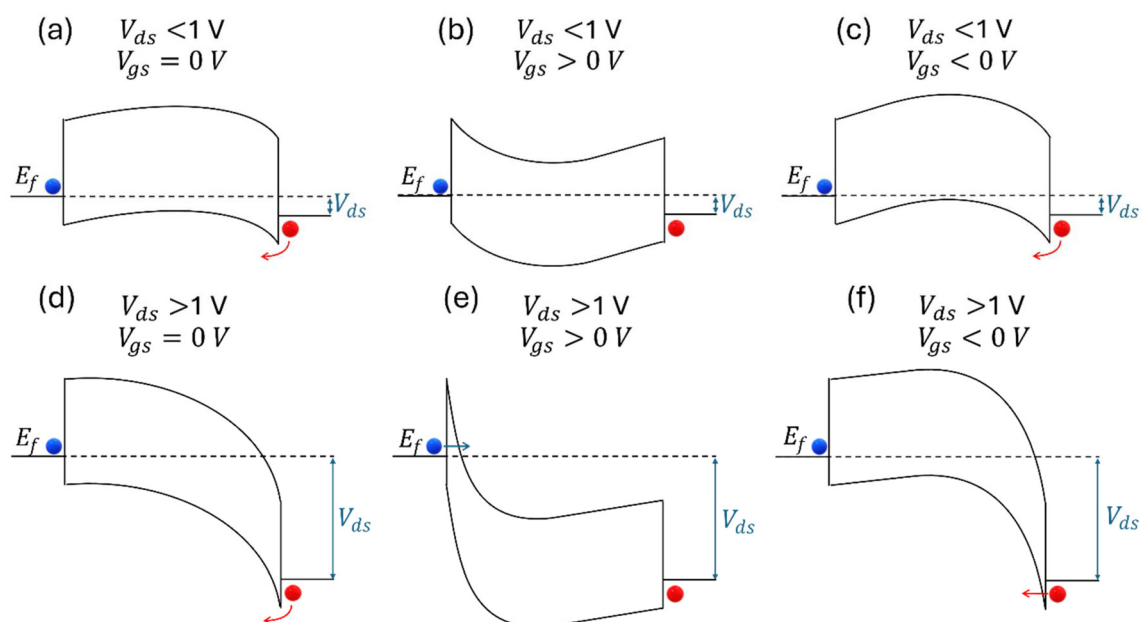 (a) V_ds <1 V
V_gs = 0 V
E_f
V_ds
(b) V_ds <1 V
V_gs > 0 V
E_f
V_ds
(c) V_ds <1 V
V_gs < 0 V
E_f
V_ds
(d) V_ds >1 V
V_gs = 0 V
E_f
V_ds
(e) V_ds >1 V
V_gs > 0 V
E_f
V_ds
(f) V_ds >1 V
V_gs < 0 V
E_f
V_ds